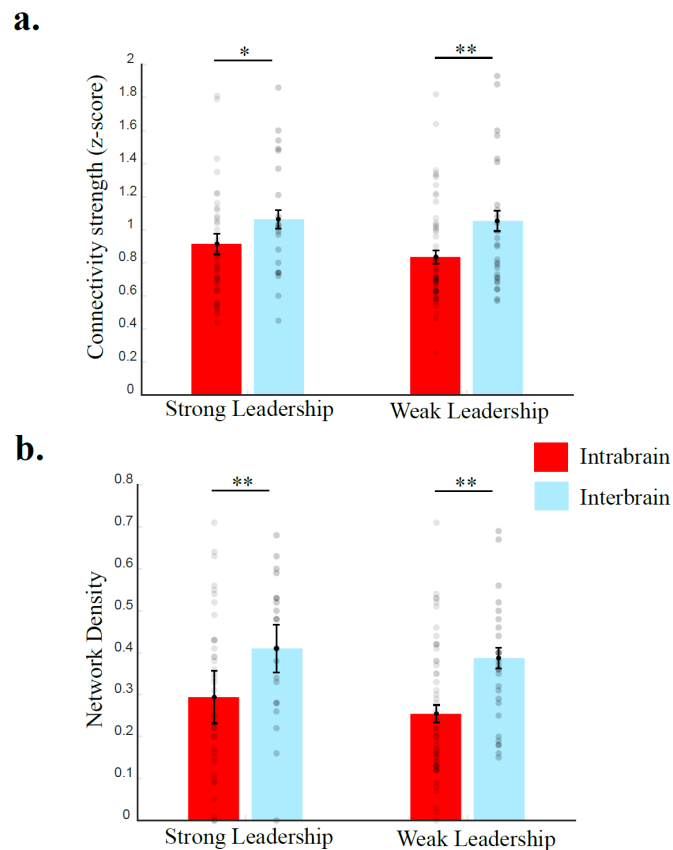 a.
* **
Connectivity strength (z-score)
2
1.8
1.6
1.4
1.2
1
0.8
0.6
0.4
0.2
0
Strong Leadership Weak Leadership
b.
Intrabrain
Interbrain
** **
Network Density
0.8
0.7
0.6
0.5
0.4
0.3
0.2
0.1
0
Strong Leadership Weak Leadership